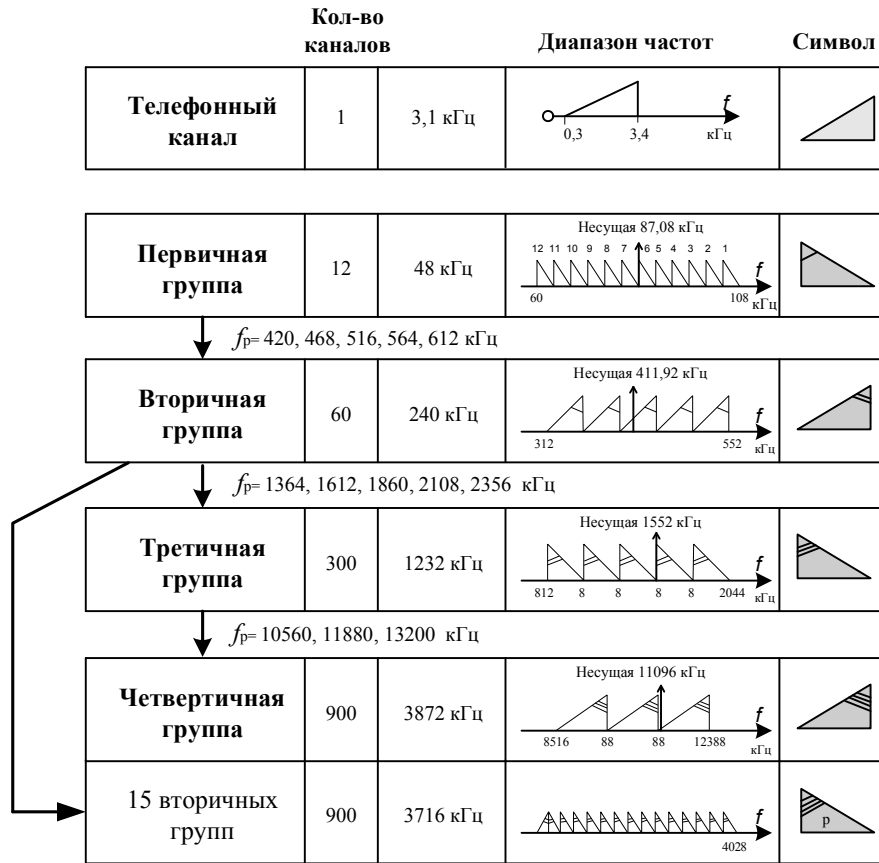 Кол-во
каналов Диапазон частот Символ
Телефонный
канал 1 3,1 кГц
f
0,3 3,4 кГц
Несущая 87,08 кГц
12 11 10 9 8 7 6 5 4 3 2 1
Первичная
группа 12 48 кГц
f
60 108 кГц
fр= 420, 468, 516, 564, 612 кГц
Несущая 411,92 кГц
Вторичная
группа 60 240 кГц
f
312 552 кГц
fр= 1364, 1612, 1860, 2108, 2356 кГц
Несущая 1552 кГц
Третичная
группа 300 1232 кГц
f
812 8 8 8 8 2044 кГц
fр= 10560, 11880, 13200 кГц
Несущая 11096 кГц
Четвертичная
группа 900 3872 кГц
f
8516 88 88 12388 кГц
15 вторичных
групп 900 3716 кГц
f
4028
р